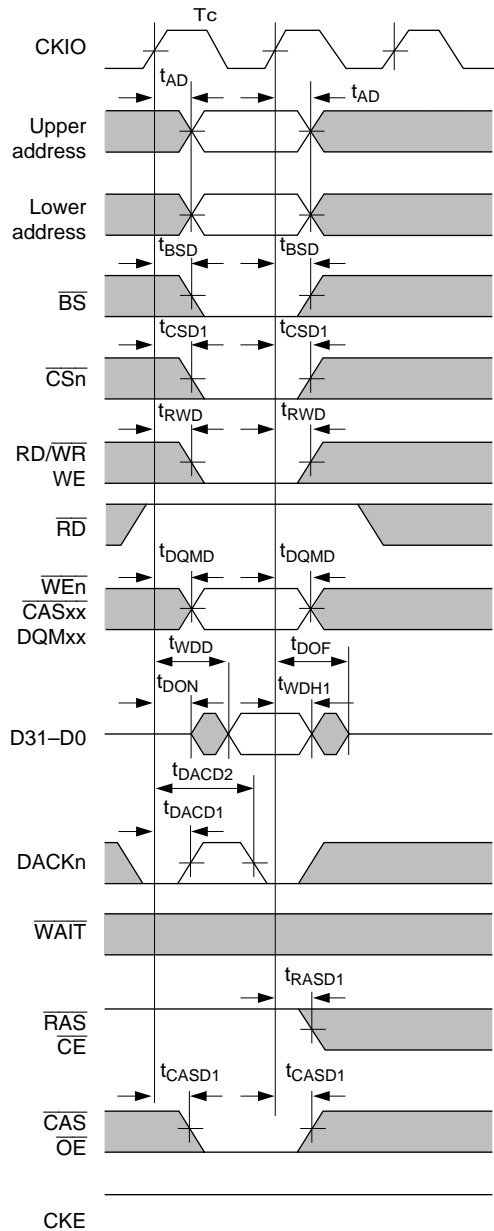 Tc
CKIO
tAD tAD
Upper
address
Lower
address
tBSD tBSD
BS
tCSD1 tCSD1
CSn
tRWD tRWD
RD/WR
WE
RD
tDQMD tDQMD
WEn
CASxx
DQMxx
tWDD tDOF
tDON tWDH1
D31–D0
tDACD2
tDACD1
DACKn
WAIT
tRASD1
RAS
CE
tCASD1 tCASD1
CAS
OE
CKE